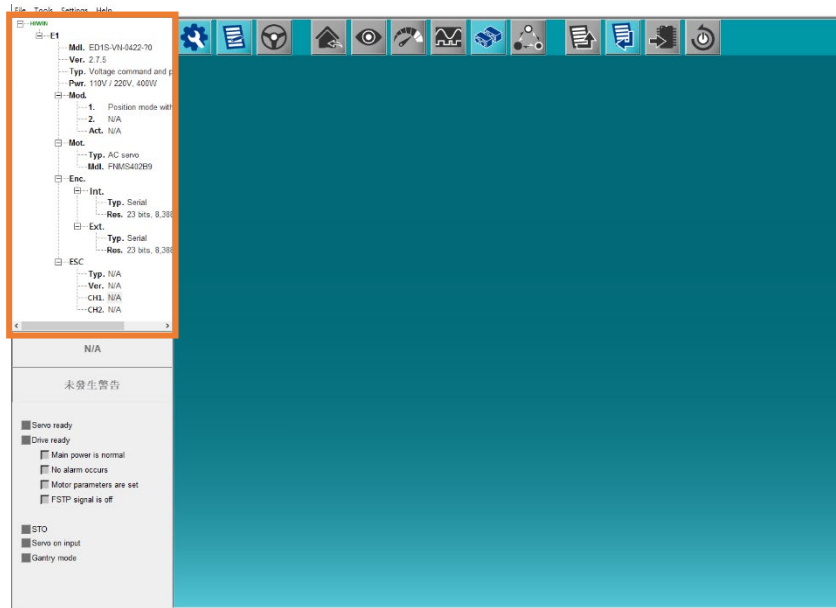 File Tools Settings Help
HIWIN
E1
Mdl. ED1S-VN-0422-?0
Ver. 2.7.5
Typ. Voltage command and p
Pwr. 110V / 220V, 400W
Mod.
1. Position mode with
2. N/A
Act. N/A
Mot.
Typ. AC servo
Mdl. FNMS402B9
Enc.
Int.
Typ. Serial
Res. 23 bits, 8,388
Ext.
Typ. Serial
Res. 23 bits, 8,388
ESC
Typ. N/A
Ver. N/A
CH1. N/A
CH2. N/A
N/A
未發生警告
Servo ready
Drive ready
Main power is normal
No alarm occurs
Motor parameters are set
FSTP signal is off
STO
Servo on input
Gantry mode